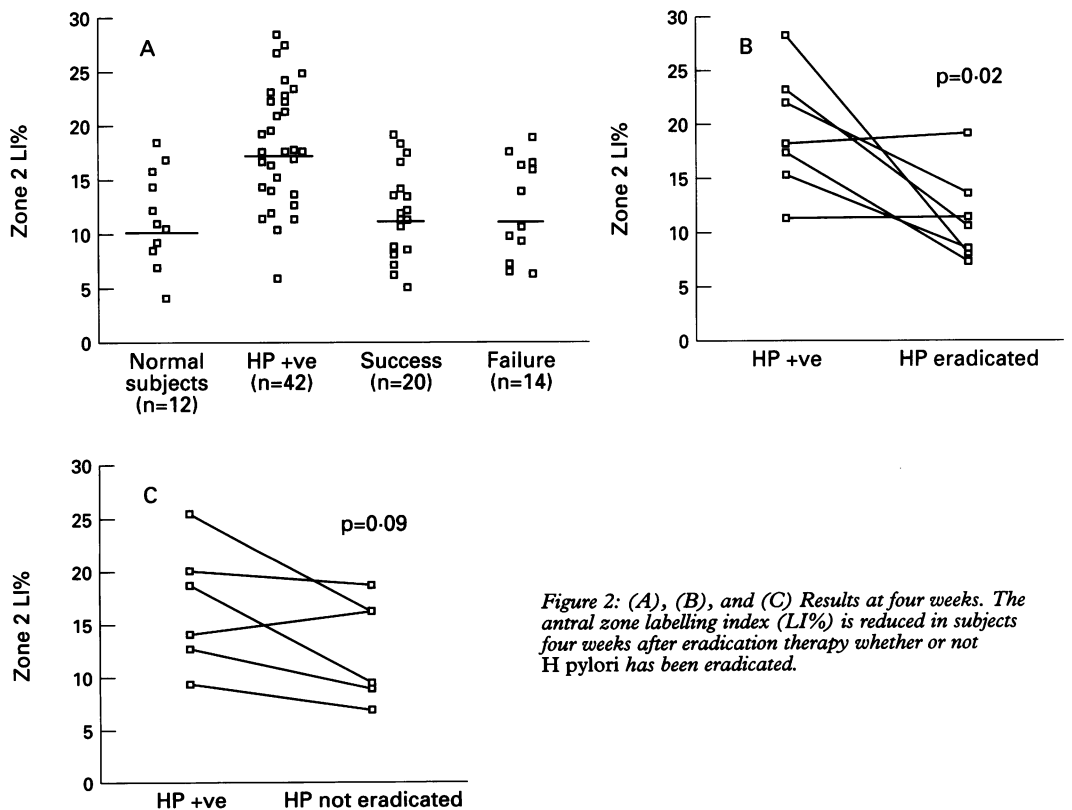 30
25
20
15
10
5
0
Zone 2 LI%
A
Normal subjects (n=12)
HP +ve (n=42)
Success (n=20)
Failure (n=14)
30
25
20
15
10
5
0
Zone 2 LI%
B
p=0·02
HP +ve
HP eradicated
30
25
20
15
10
5
0
Zone 2 LI%
C
p=0·09
HP +ve
HP not eradicated
Figure 2: (A), (B), and (C) Results at four weeks. The
antral zone labelling index (LI%) is reduced in subjects
four weeks after eradication therapy whether or not
H pylori has been eradicated.